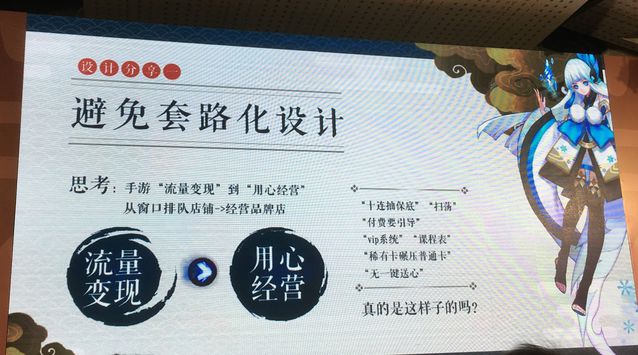 设计分享一
避免套路化设计
思考：手游“流量变现”到“用心经营”
从窗口排队店铺->经营品牌店
流量
变现
用心
经营
“十连抽保底” “扫荡”
“付费要引导”
“vip系统” “课程表”
“稀有卡碾压普通卡”
“无一键送心”
真的是这样子的吗？